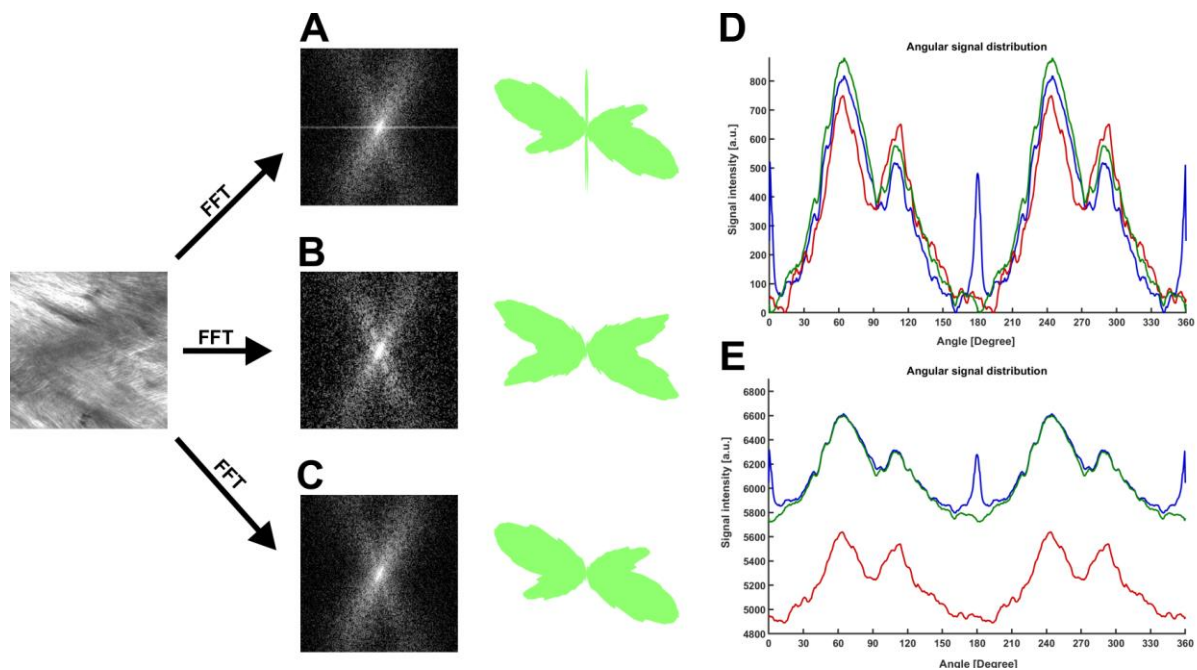 A
FFT
B
FFT
C
FFT
D
Angular signal distribution
Signal intensity [a.u.]
800
700
600
500
400
300
200
100
0
0 30 60 90 120 150 180 210 240 270 300 330 360
Angle [Degree]
E
Angular signal distribution
Signal intensity [a.u.]
6800
6600
6400
6200
6000
5800
5600
5400
5200
5000
4800
0 30 60 90 120 150 180 210 240 270 300 330 360
Angle [Degree]